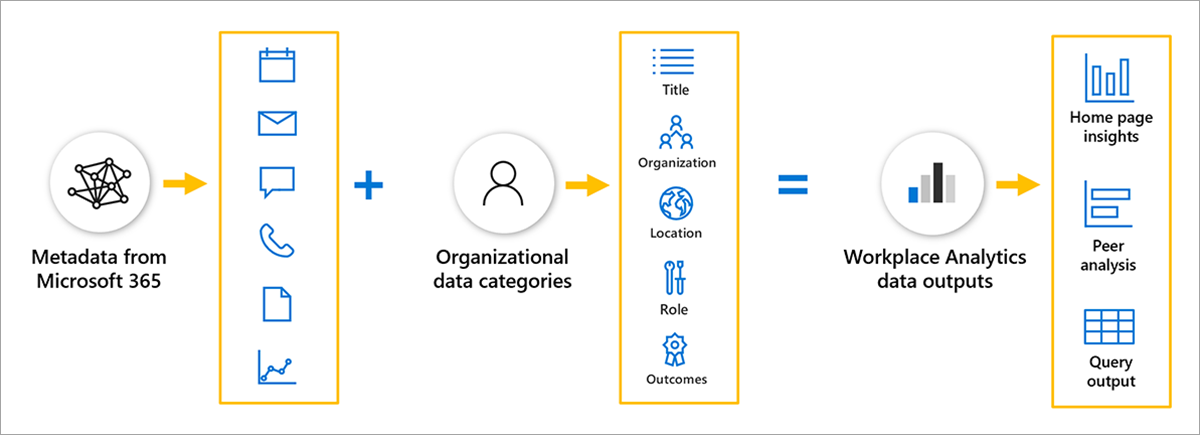 Metadata from
Microsoft 365
Organizational
data categories
Title
Organization
Location
Role
Outcomes
Workplace Analytics
data outputs
Home page
insights
Peer
analysis
Query
output